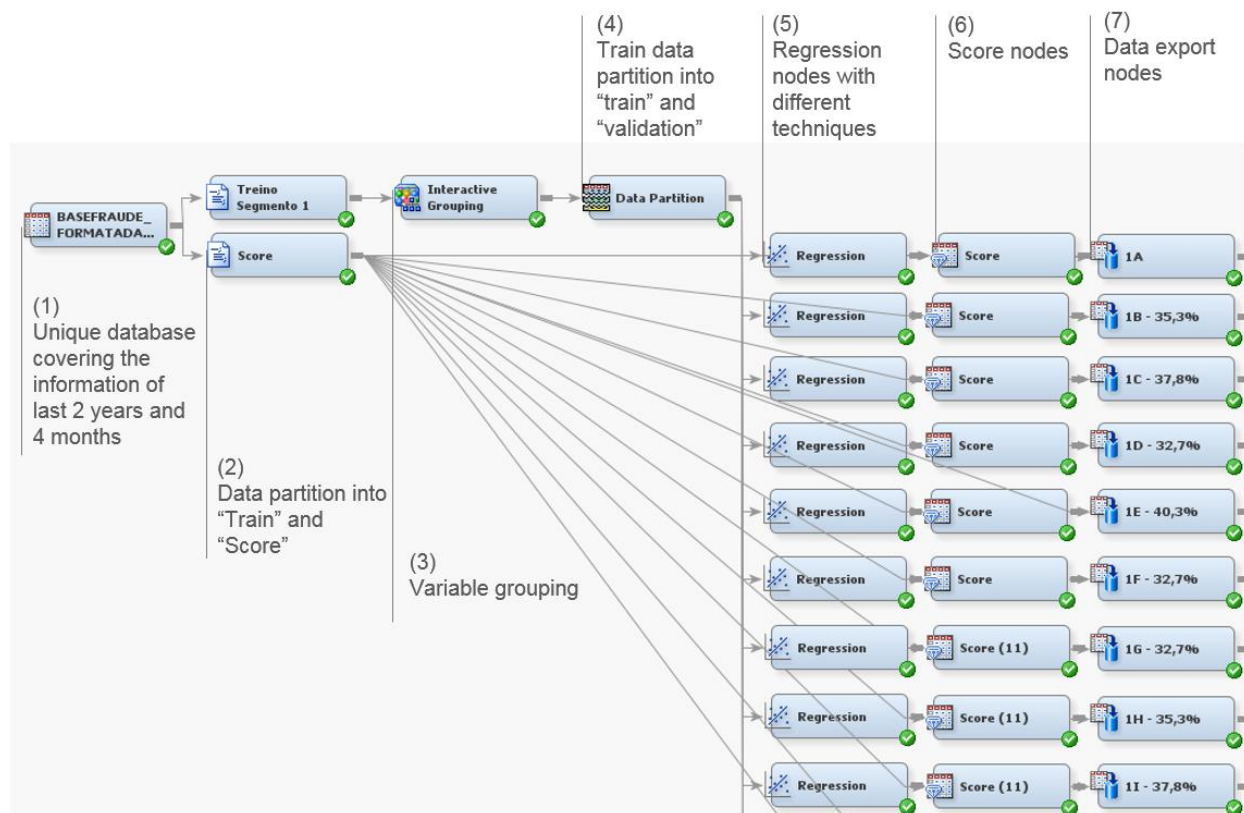 (4)
Train data
partition into
“train” and
“validation”
(5)
Regression
nodes with
different
techniques
(6)
Score nodes
(7)
Data export
nodes
BASEFRAUDE_
FORMATADA...
Treino
Segmento 1
Score
Interactive
Grouping
Data Partition
(1)
Unique database
covering the
information of
last 2 years and
4 months
(2)
Data partition into
“Train” and
“Score”
(3)
Variable grouping
Regression
Score
1A
Regression
Score
1B - 35,3%
Regression
Score
1C - 37,8%
Regression
Score
1D - 32,7%
Regression
Score
1E - 40,3%
Regression
Score
1F - 32,7%
Regression
Score (11)
1G - 32,7%
Regression
Score (11)
1H - 35,3%
Regression
Score (11)
1I - 37,8%